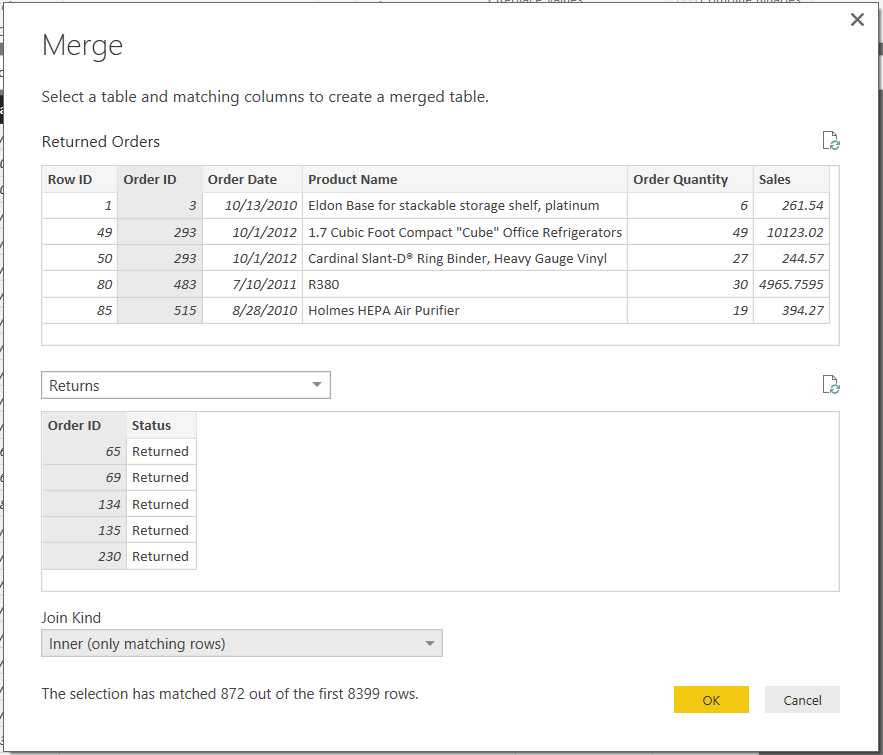 Merge
Select a table and matching columns to create a merged table.
Returned Orders
Row ID Order ID Order Date Product Name Order Quantity Sales
1 3 10/13/2010 Eldon Base for stackable storage shelf, platinum 6 261.54
49 293 10/1/2012 1.7 Cubic Foot Compact "Cube" Office Refrigerators 49 10123.02
50 293 10/1/2012 Cardinal Slant-D® Ring Binder, Heavy Gauge Vinyl 27 244.57
80 483 7/10/2011 R380 30 4965.7595
85 515 8/28/2010 Holmes HEPA Air Purifier 19 394.27
Returns
Order ID Status
65 Returned
69 Returned
134 Returned
135 Returned
230 Returned
Join Kind
Inner (only matching rows)
The selection has matched 872 out of the first 8399 rows.
OK Cancel